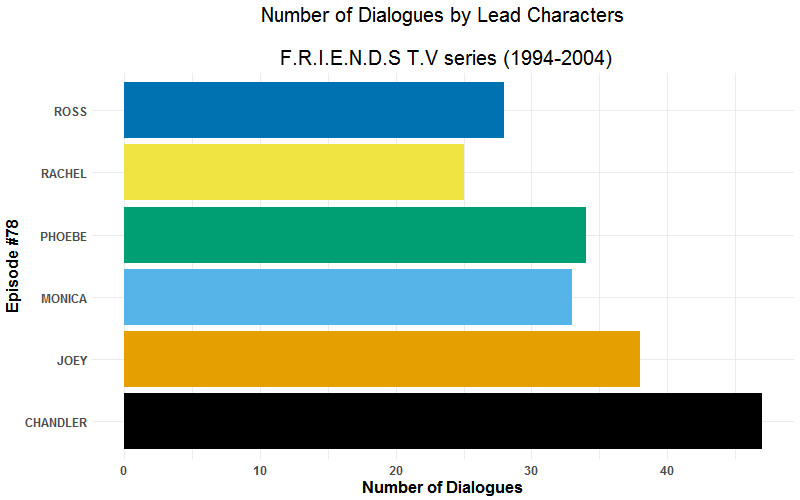 Number of Dialogues by Lead Characters
F.R.I.E.N.D.S T.V series (1994-2004)
Episode #78
ROSS
RACHEL
PHOEBE
MONICA
JOEY
CHANDLER
0 10 20 30 40
Number of Dialogues